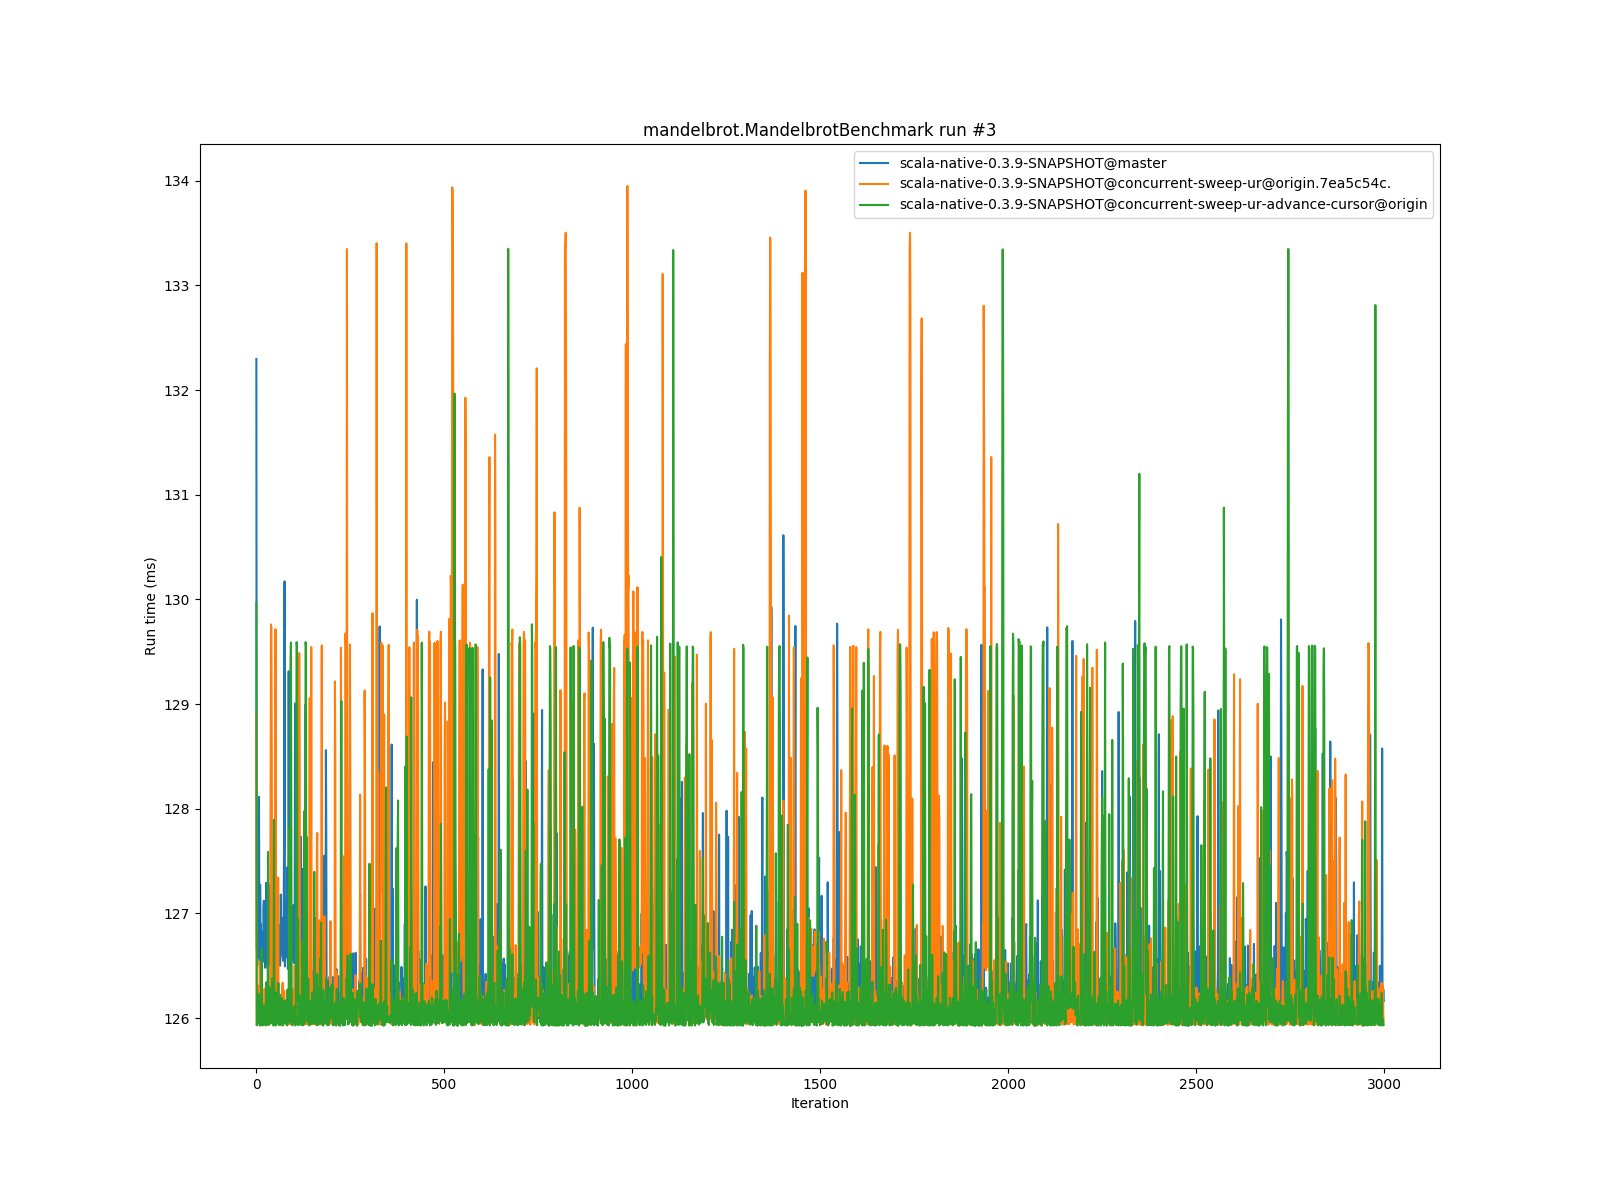 mandelbrot.MandelbrotBenchmark run #3
scala-native-0.3.9-SNAPSHOT@master
scala-native-0.3.9-SNAPSHOT@concurrent-sweep-ur@origin.7ea5c54c.
scala-native-0.3.9-SNAPSHOT@concurrent-sweep-ur-advance-cursor@origin
134
133
132
131
130
129
128
127
126
Run time (ms)
0 500 1000 1500 2000 2500 3000
Iteration